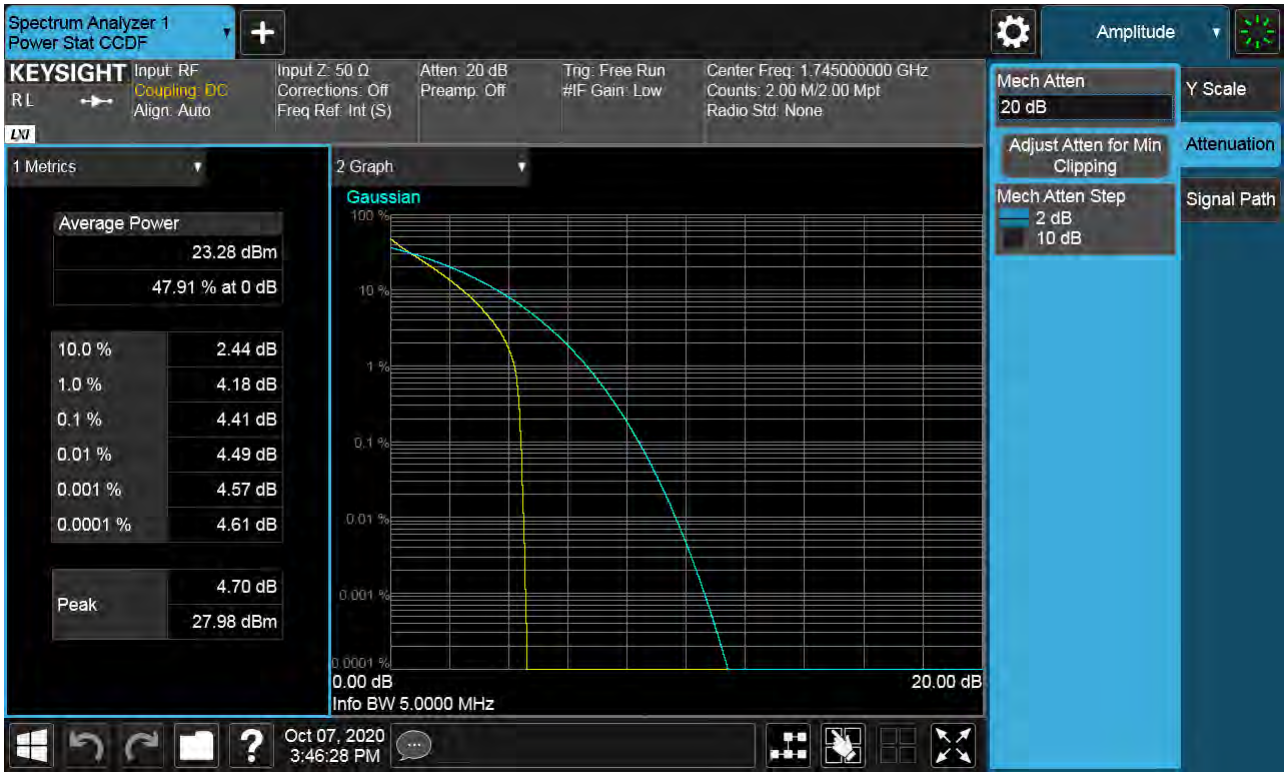 Spectrum Analyzer 1
Power Stat CCDF
+
Amplitude
KEYSIGHT
RL
LXI
Input: RF
Coupling: DC
Align: Auto
Input Z: 50 Ω
Corrections: Off
Freq Ref: Int (S)
Atten: 20 dB
Preamp: Off
Trig: Free Run
#IF Gain: Low
Center Freq: 1.745000000 GHz
Counts: 2.00 M/2.00 Mpt
Radio Std: None
1 Metrics
Average Power
23.28 dBm
47.91 % at 0 dB
10.0 % 2.44 dB
1.0 % 4.18 dB
0.1 % 4.41 dB
0.01 % 4.49 dB
0.001 % 4.57 dB
0.0001 % 4.61 dB
Peak
4.70 dB
27.98 dBm
2 Graph
Gaussian
100 %
10 %
1 %
0.1 %
0.01 %
0.001 %
0.0001 %
0.00 dB 20.00 dB
Info BW 5.0000 MHz
Mech Atten
20 dB
Adjust Atten for Min
Clipping
Mech Atten Step
2 dB
10 dB
Y Scale
Attenuation
Signal Path
?
Oct 07, 2020
3:46:28 PM